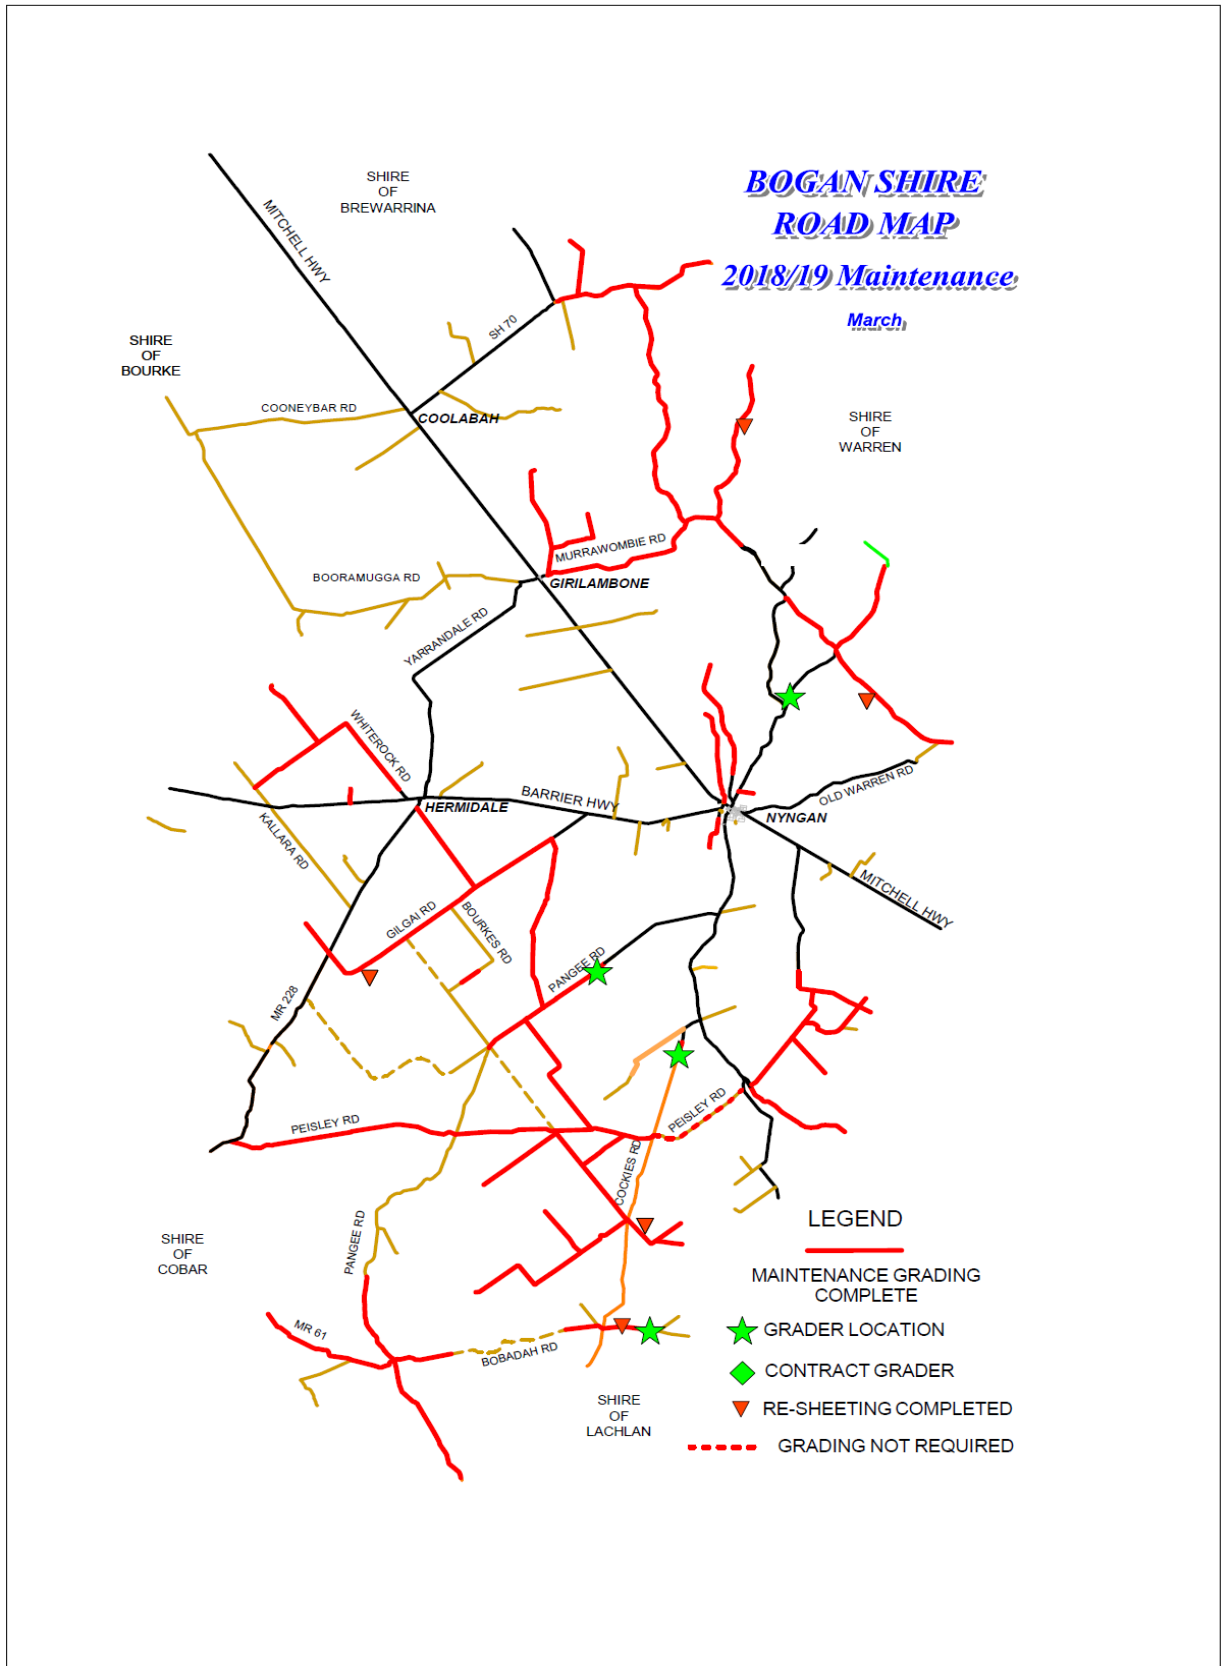 BOGAN SHIRE
ROAD MAP
2018/19 Maintenance
March
SHIRE
OF
BREWARRINA
MITCHELL HWY
SH 70
SHIRE
OF
BOURKE
COONEYBAR RD
COOLABAH
SHIRE
OF
WARREN
MURRAWOMBIE RD
BOORAMUGGA RD
GIRILAMBONE
YARRANDALE RD
WHITEROCK RD
OLD WARREN RD
BARRIER HWY
HERMIDALE
NYNGAN
KALLARA RD
MITCHELL HWY
GILGAI RD
BOURKES RD
PANGEE RD
MR 228
PEISLEY RD
PEISLEY RD
COCKIES RD
PANGEE RD
SHIRE
OF
COBAR
MR 61
BOBADAH RD
SHIRE
OF
LACHLAN
LEGEND
MAINTENANCE GRADING
COMPLETE
GRADER LOCATION
CONTRACT GRADER
RE-SHEETING COMPLETED
GRADING NOT REQUIRED